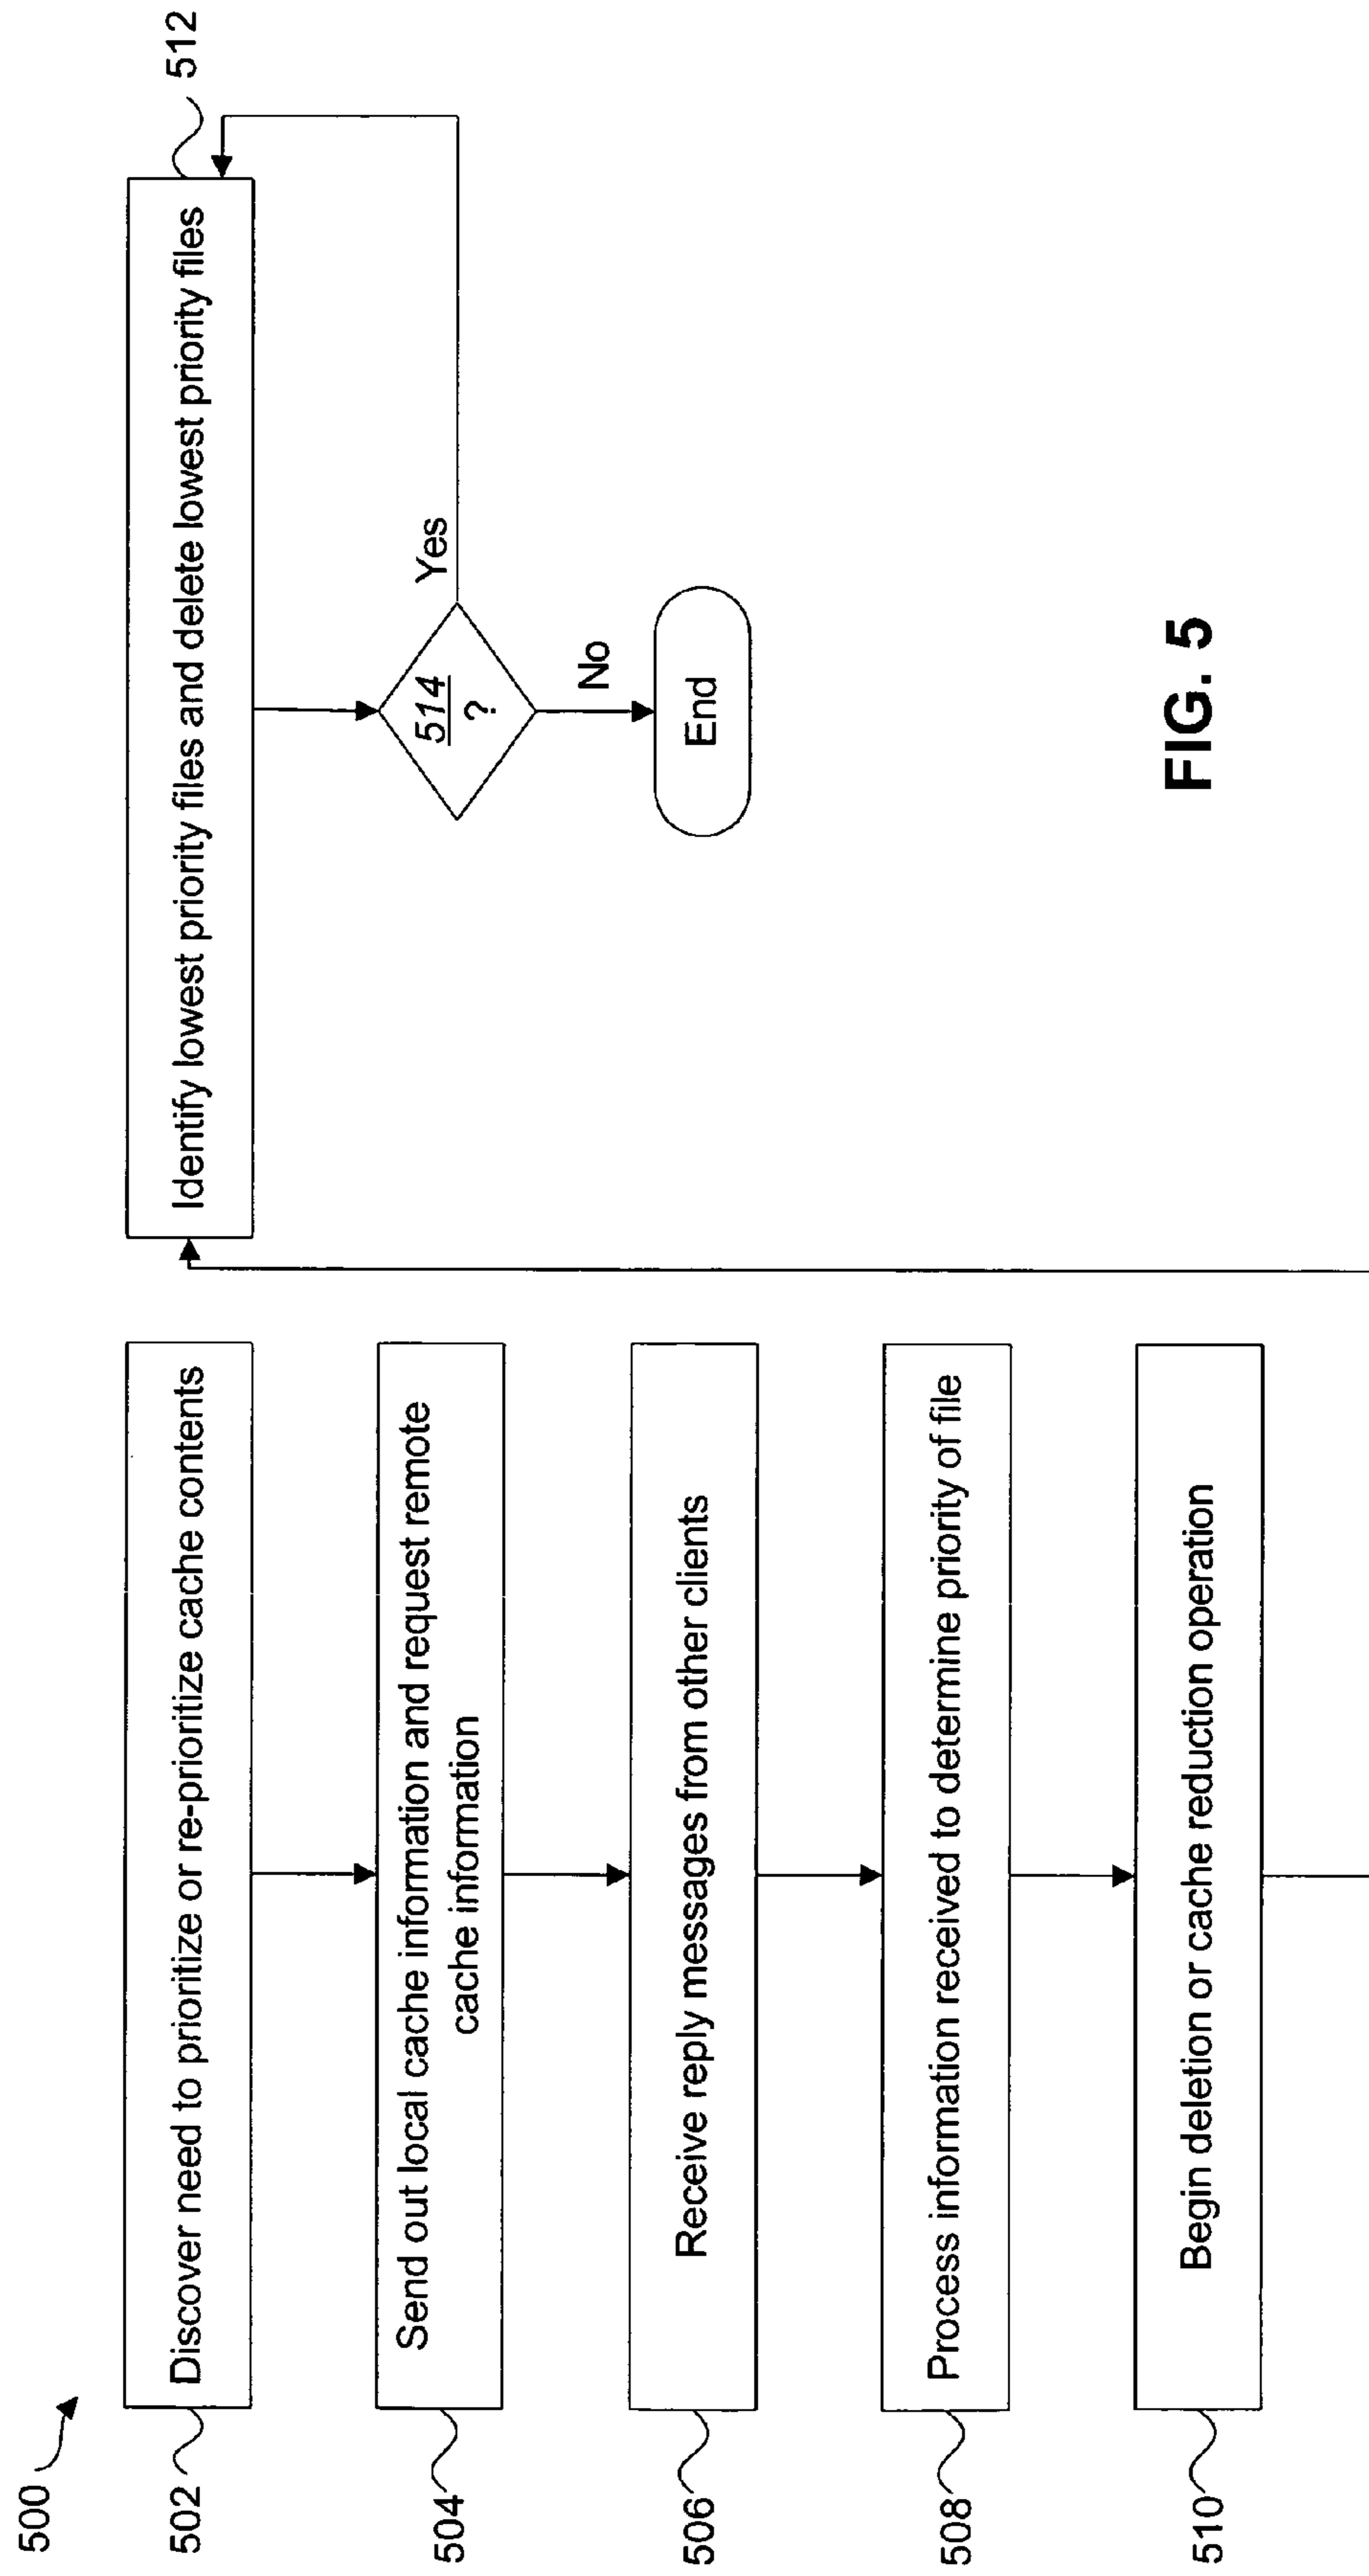 500
502
Discover need to prioritize or re-prioritize cache contents
504
Send out local cache information and request remote
cache information
506
Receive reply messages from other clients
508
Process information received to determine priority of file
510
Begin deletion or cache reduction operation
512
Identify lowest priority files and delete lowest priority files
514
?
Yes
No
End
FIG. 5